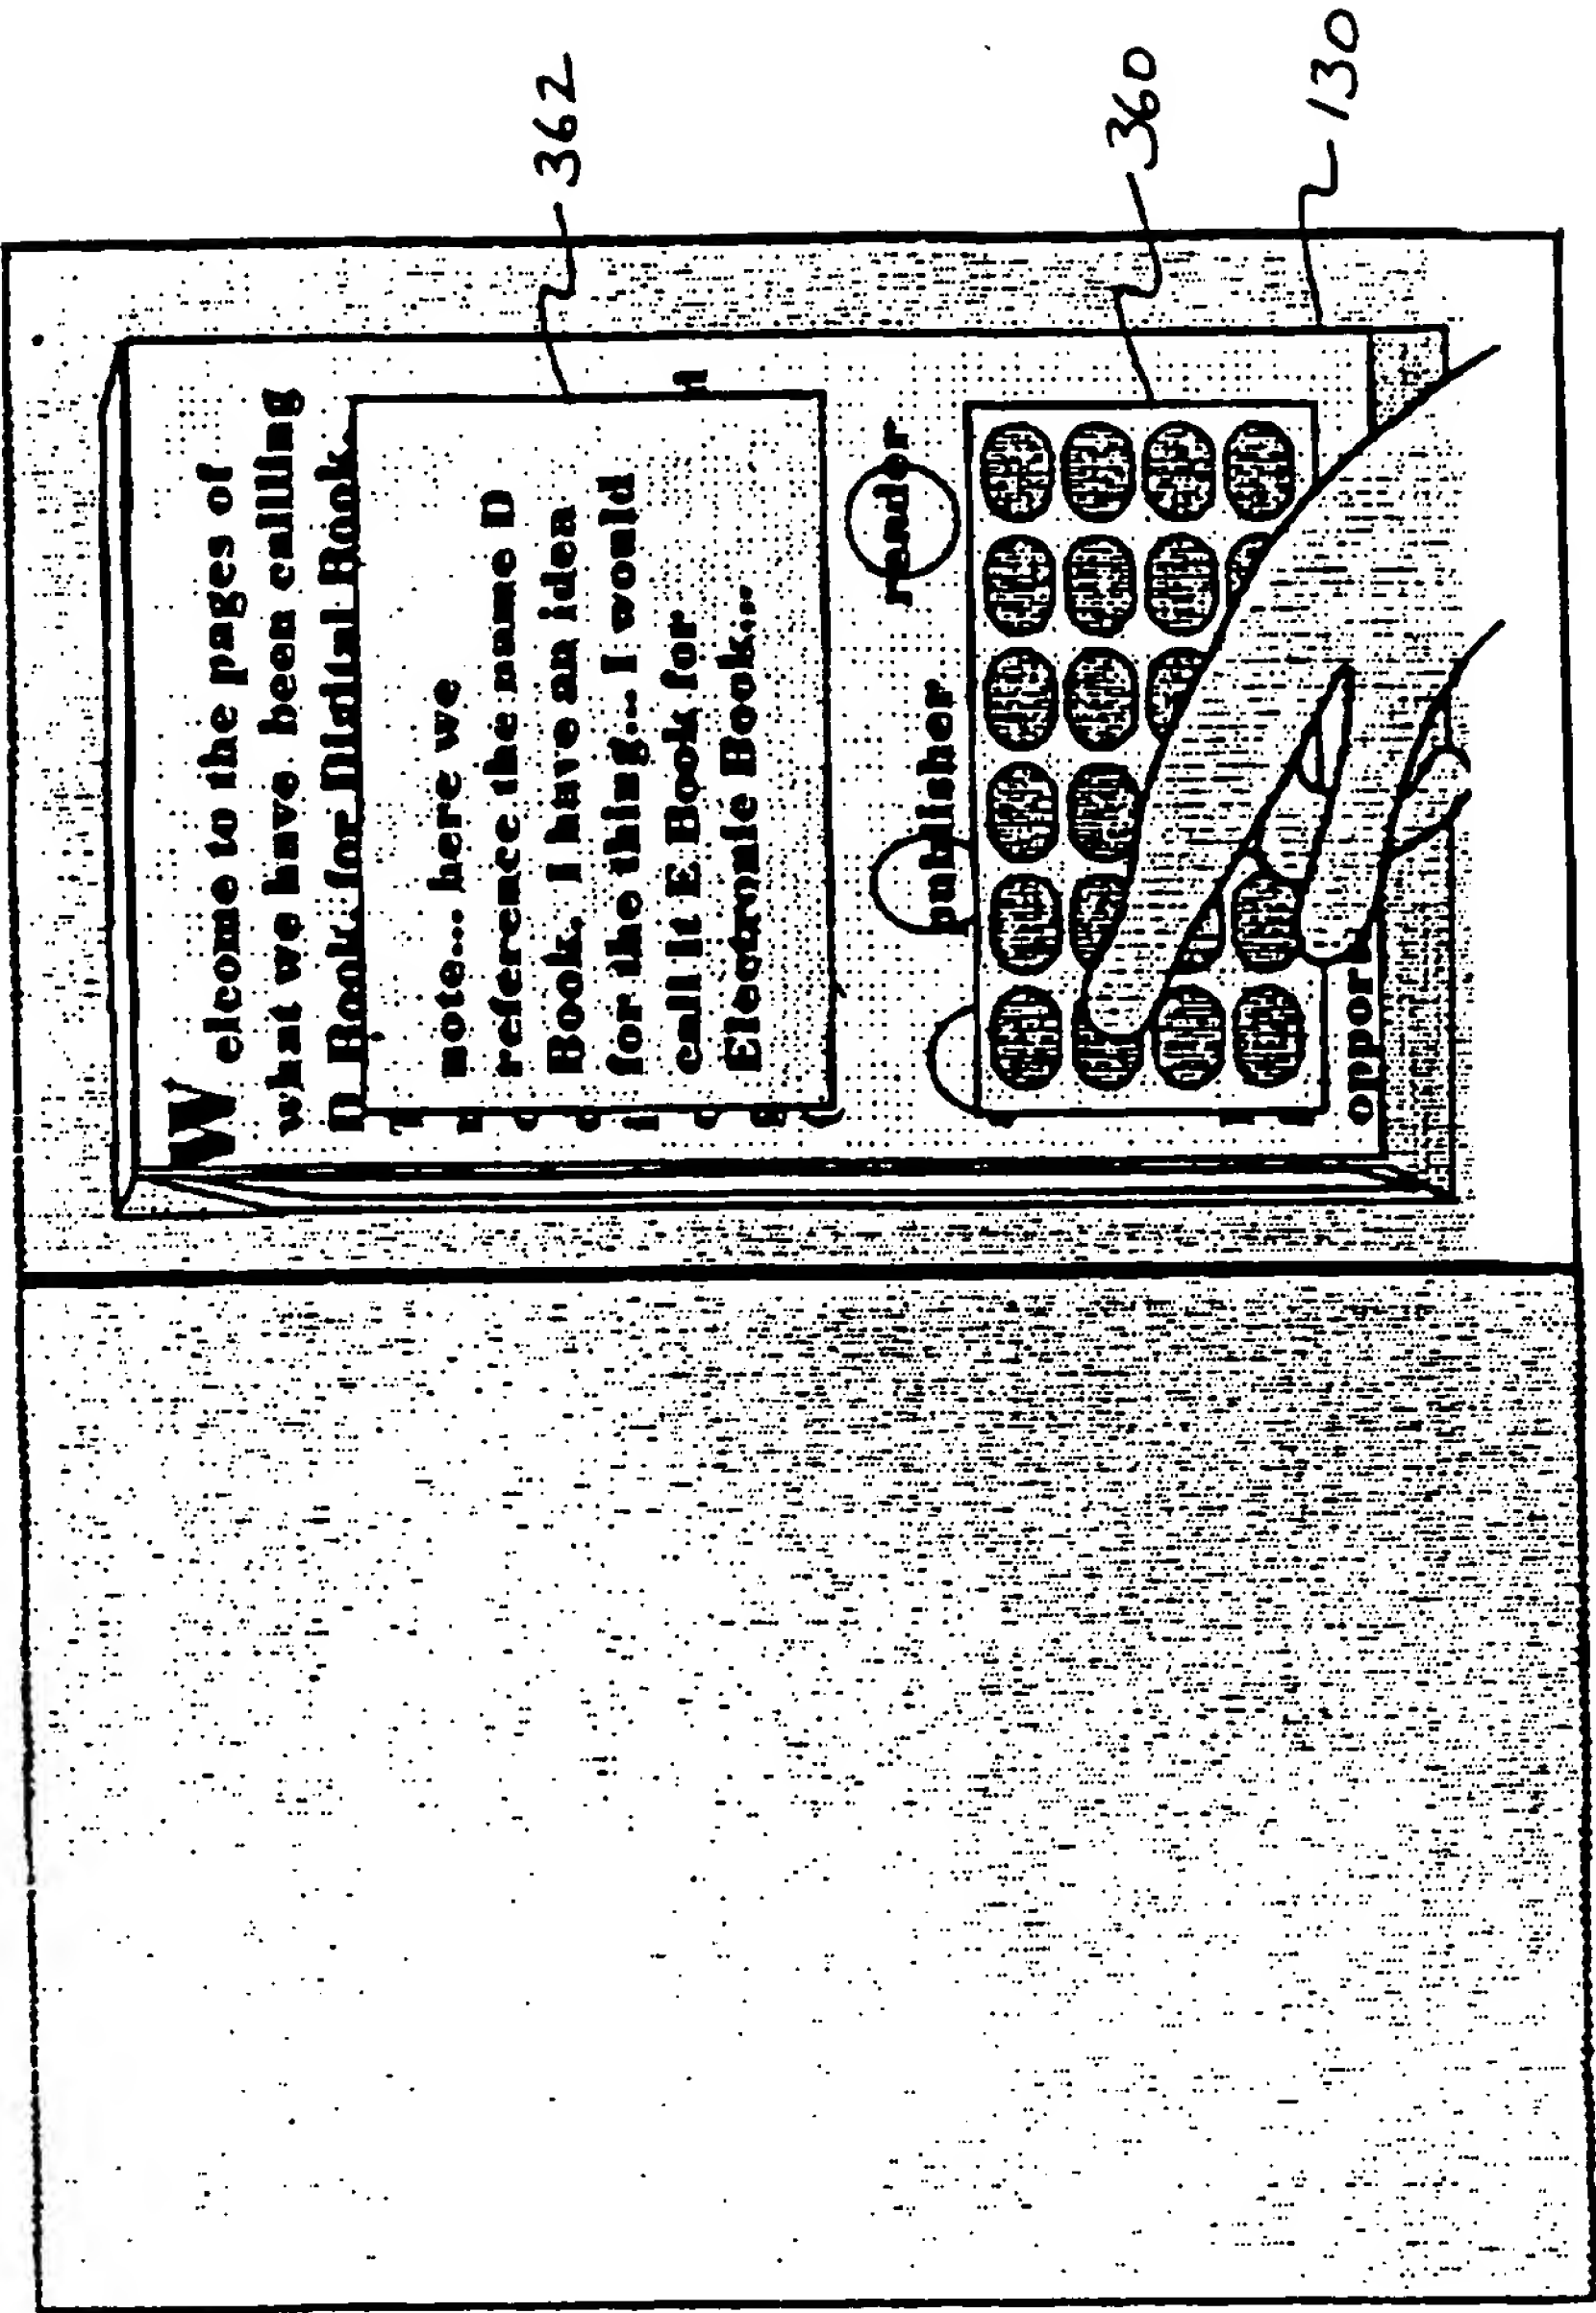 Welcome to the pages of
what we have been calling
D Book, for Digital Book.
note... here we
reference the name D
Book. I have an idea
for the thing... I would
call it E Book for
Electronic Book...
publisher reader
oppor
362
360
130